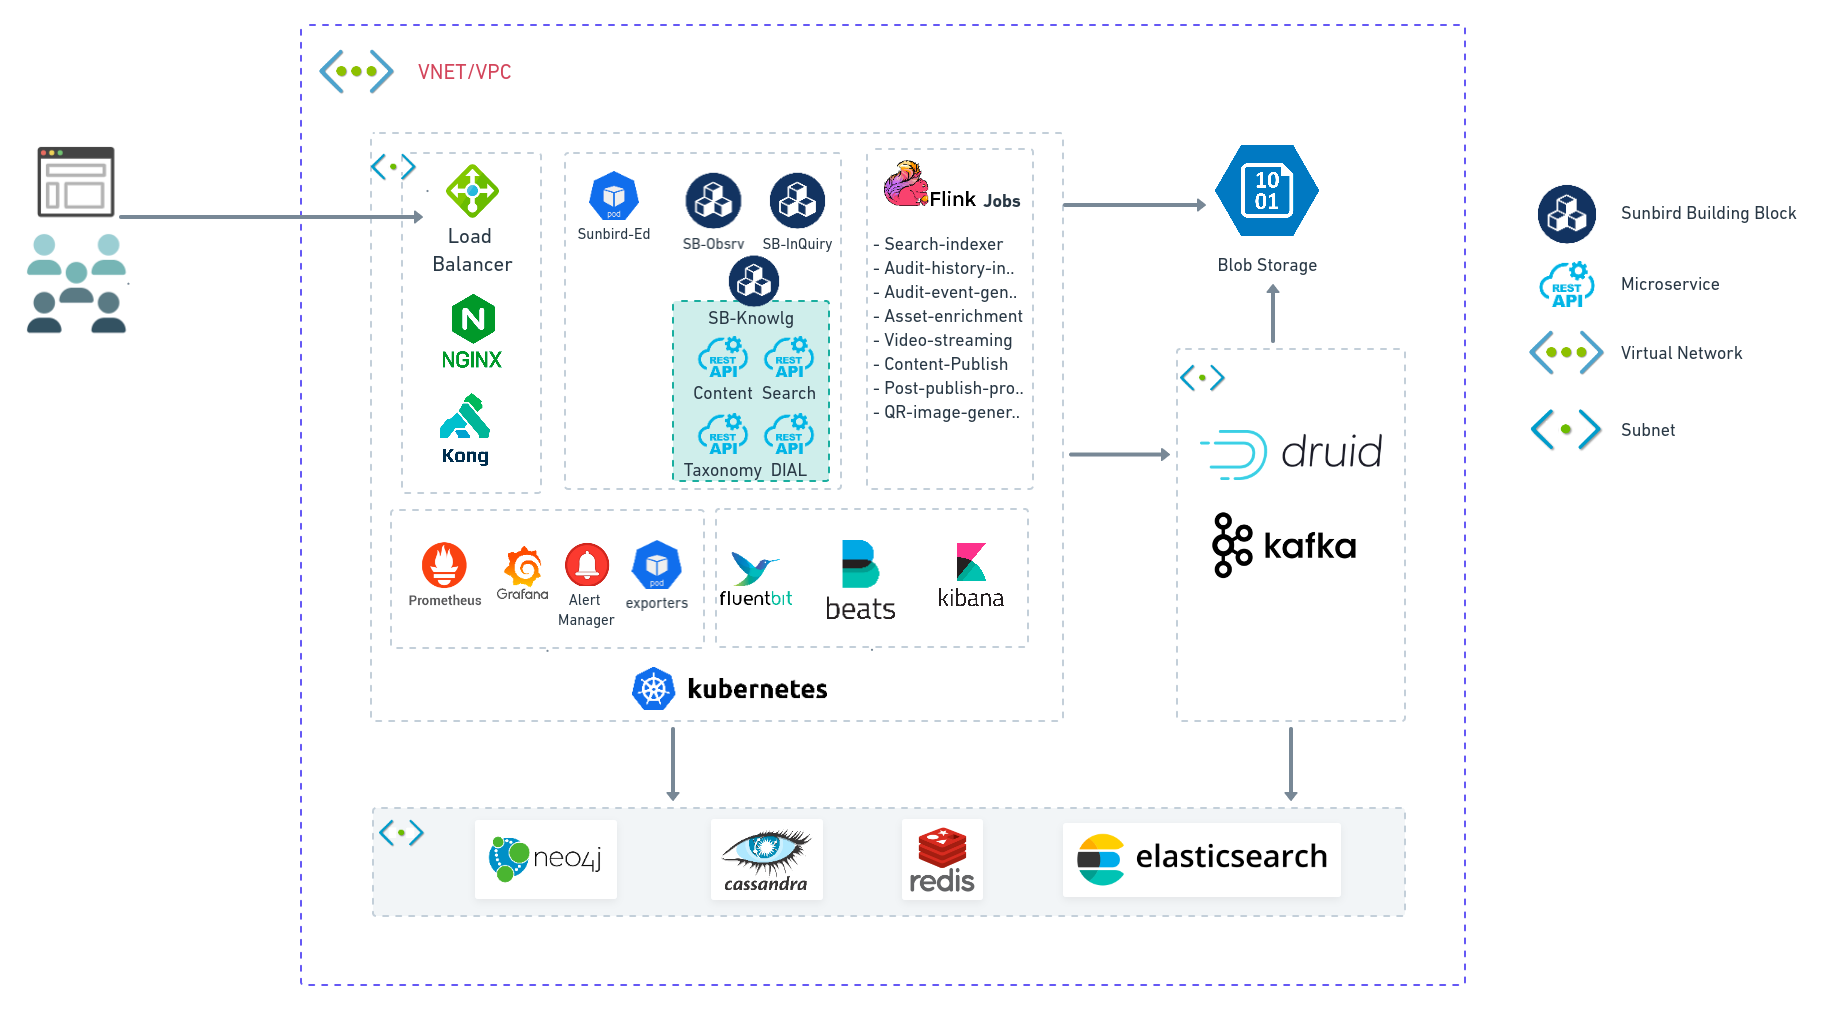 VNET/VPC
Load
Balancer
NGINX
Kong
pod
Sunbird-Ed
SB-Obsrv
SB-InQuiry
SB-Knowlg
REST
API
Content
REST
API
Search
REST
API
Taxonomy
REST
API
DIAL
Flink Jobs
- Search-indexer
- Audit-history-in..
- Audit-event-gen..
- Asset-enrichment
- Video-streaming
- Content-Publish
- Post-publish-pro..
- QR-image-gener..
Prometheus
Grafana
Alert
Manager
pod
exporters
fluentbit
beats
kibana
kubernetes
10
01
Blob Storage
druid
kafka
neo4j
cassandra
redis
elasticsearch
Sunbird Building Block
REST
API
Microservice
Virtual Network
Subnet